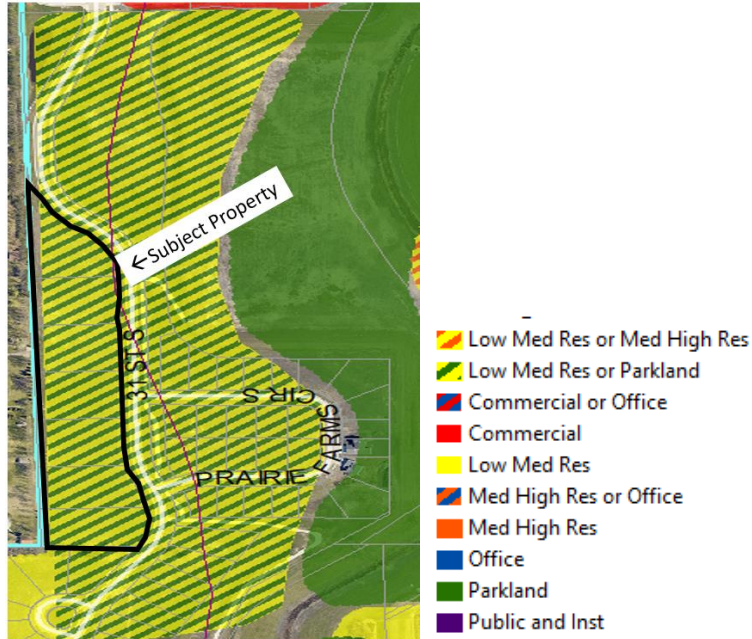 ←Subject Property
31 ST S
CIR S
PRAIRIE FARMS
Low Med Res or Med High Res
Low Med Res or Parkland
Commercial or Office
Commercial
Low Med Res
Med High Res or Office
Med High Res
Office
Parkland
Public and Inst